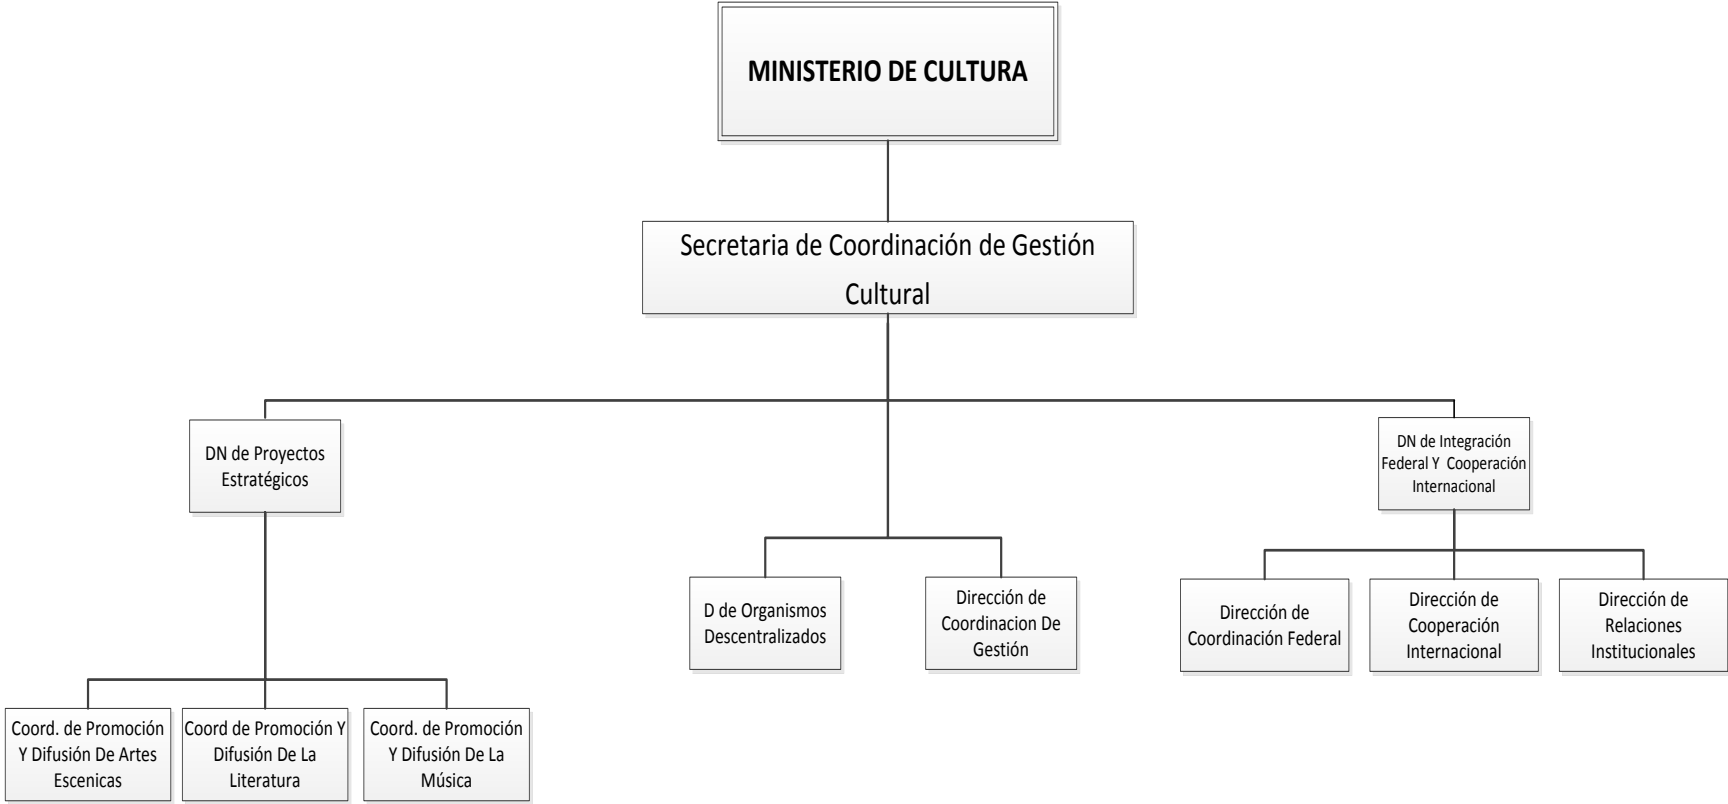 MINISTERIO DE CULTURA
Secretaria de Coordinación de Gestión
Cultural
DN de Proyectos
Estratégicos
DN de Integración
Federal Y Cooperación
Internacional
D de Organismos
Descentralizados
Dirección de
Coordinacion De
Gestión
Dirección de
Coordinación Federal
Dirección de
Cooperación
Internacional
Dirección de
Relaciones
Institucionales
Coord. de Promoción
Y Difusión De Artes
Escenicas
Coord de Promoción Y
Difusión De La
Literatura
Coord. de Promoción
Y Difusión De La
Música